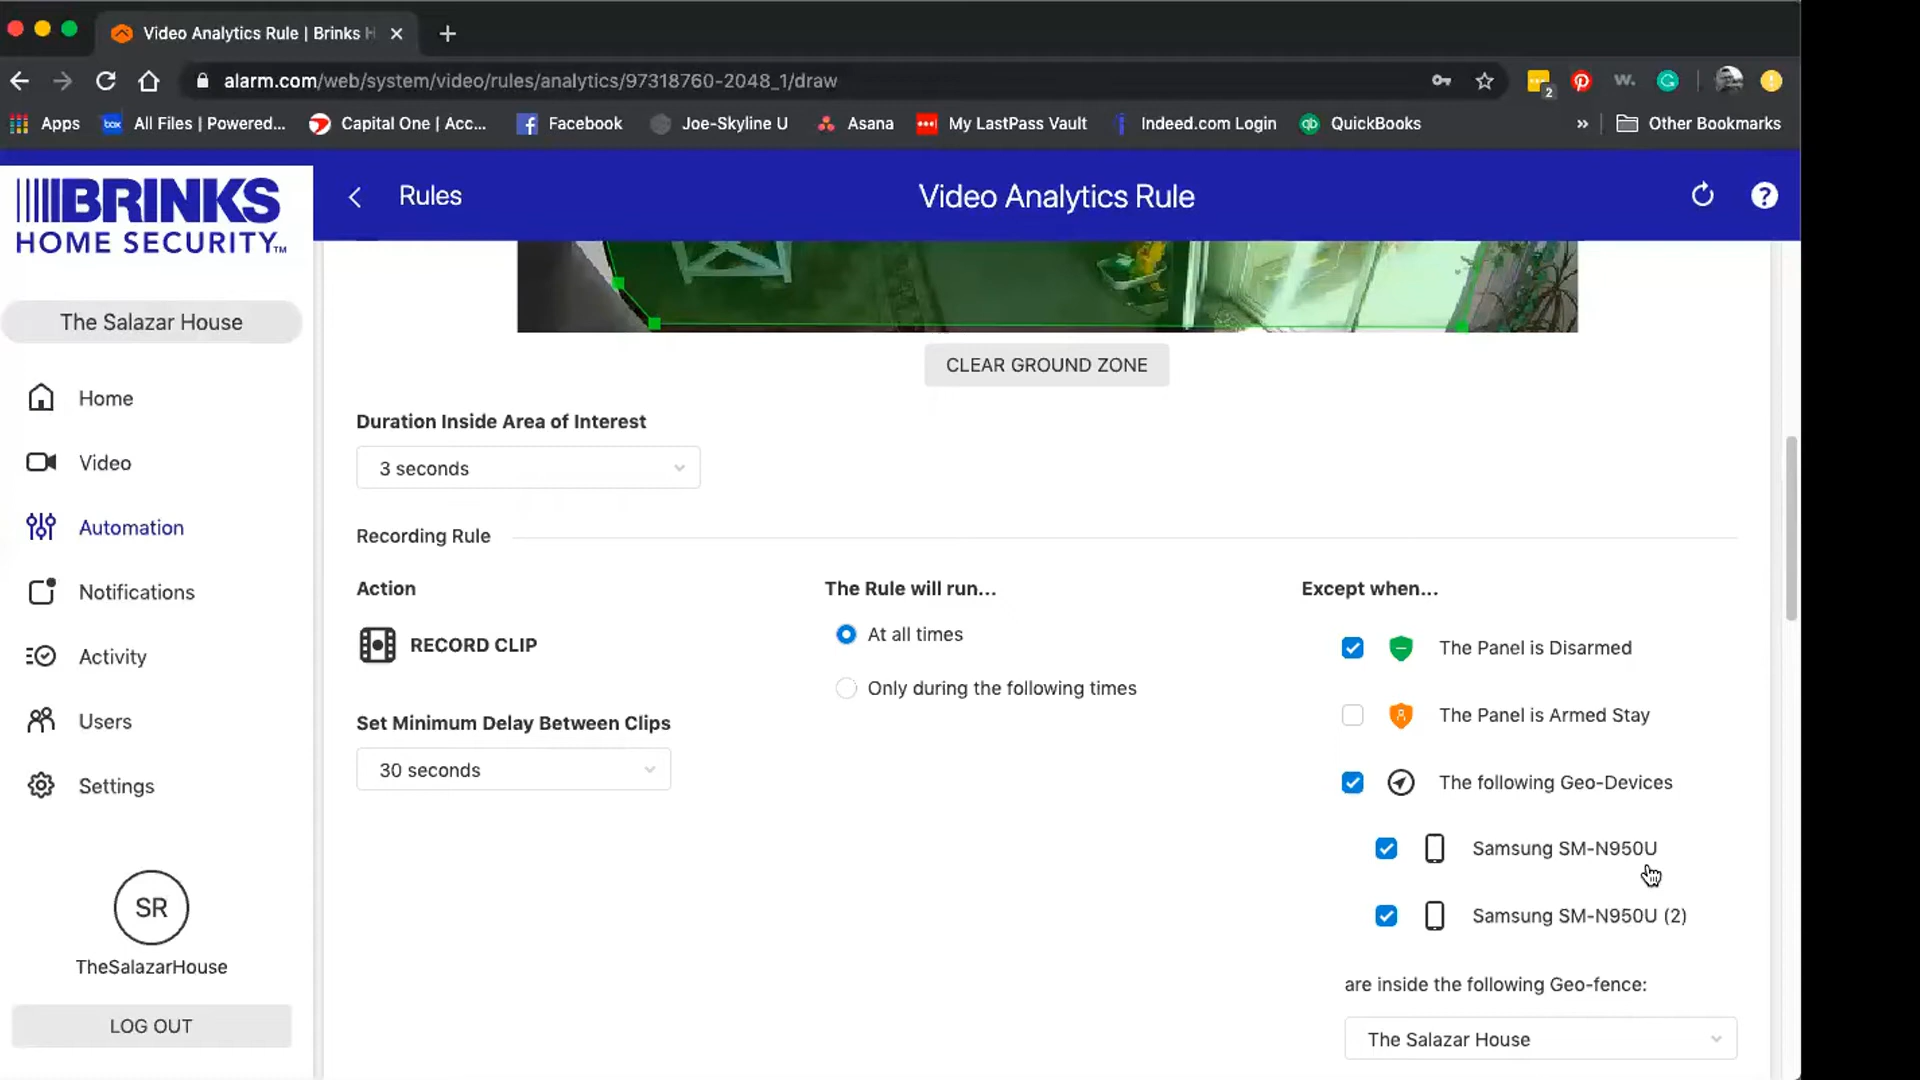 Video Analytics Rule | Brinks H
alarm.com/web/system/video/rules/analytics/97318760-2048_1/draw
2
w.
Apps
box
All Files | Powered...
Capital One | Acc...
Facebook
Joe-Skyline U
Asana
My LastPass Vault
Indeed.com Login
qb
QuickBooks
»
Other Bookmarks
BRINKS
HOME SECURITY™
Rules
Video Analytics Rule
?
The Salazar House
Home
Video
Automation
Notifications
Activity
Users
Settings
SR
TheSalazarHouse
LOG OUT
CLEAR GROUND ZONE
Duration Inside Area of Interest
3 seconds
Recording Rule
Action
RECORD CLIP
Set Minimum Delay Between Clips
30 seconds
The Rule will run...
At all times
Only during the following times
Except when...
The Panel is Disarmed
The Panel is Armed Stay
The following Geo-Devices
Samsung SM-N950U
Samsung SM-N950U (2)
are inside the following Geo-fence:
The Salazar House